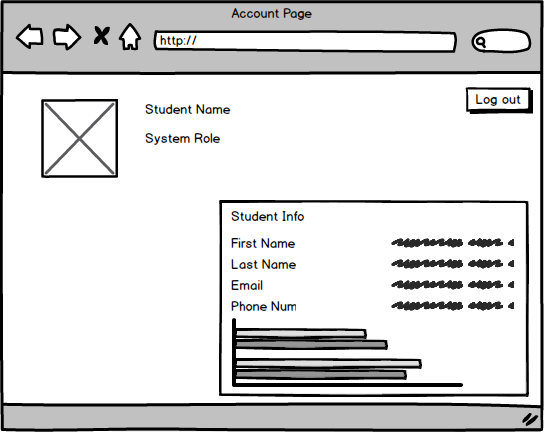 Account Page
http://
Student Name
Log out
System Role
Student Info
First Name
Last Name
Email
Phone Num